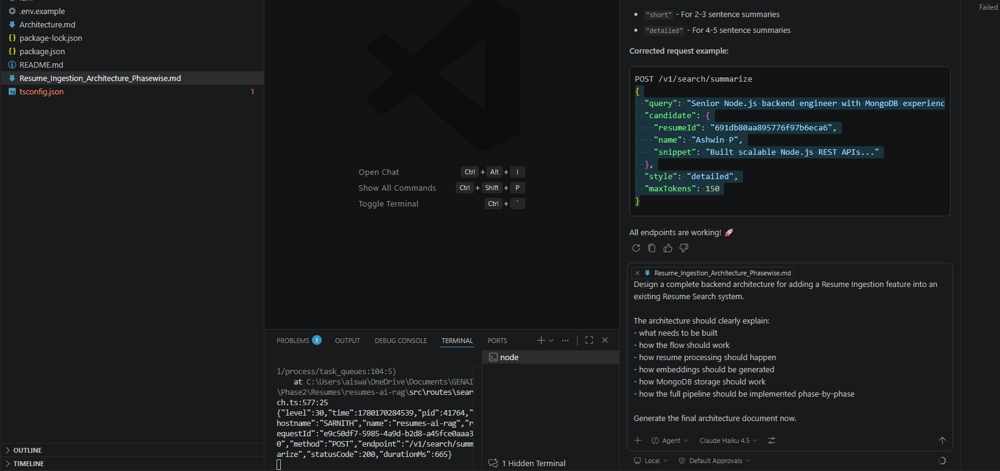 .env.example
Architecture.md
package-lock.json
package.json
README.md
Resume_Ingestion_Architecture_Phasewise.md
tsconfig.json 1
OUTLINE
TIMELINE
Open Chat Ctrl + Alt + I
Show All Commands Ctrl + Shift + P
Toggle Terminal Ctrl + `
PROBLEMS 1 OUTPUT DEBUG CONSOLE TERMINAL PORTS
node
l/process/task_queues:104:5)
at C:\Users\aiswa\OneDrive\Documents\GENAI
\Phase2\Resumes\resumes-ai-rag\src\routes\sear
ch.ts:577:25
{"level":30,"time":1780170284539,"pid":41764,"
hostname":"SARNITH","name":"resumes-ai-rag","r
equestId":"e9c50df7-5985-4a9d-b2d8-a45fce0aaa3
0","method":"POST","endpoint":"/v1/search/summ
arize","statusCode":200,"durationMs":665}
1 Hidden Terminal
Failed
• "short" - For 2-3 sentence summaries
• "detailed" - For 4-5 sentence summaries
Corrected request example:
POST /v1/search/summarize
{
"query": "Senior Node.js backend engineer with MongoDB experienc
"candidate": {
"resumeId": "691db80aa895776f97b6eca6",
"name": "Ashwin P",
"snippet": "Built scalable Node.js REST APIs..."
},
"style": "detailed",
"maxTokens": 150
}
All endpoints are working! 🚀
Resume_Ingestion_Architecture_Phasewise.md
Design a complete backend architecture for adding a Resume Ingestion feature into an
existing Resume Search system.
The architecture should clearly explain:
- what needs to be built
- how the flow should work
- how resume processing should happen
- how embeddings should be generated
- how MongoDB storage should work
- how the full pipeline should be implemented phase-by-phase
Generate the final architecture document now.
Agent Claude Haiku 4.5
Local Default Approvals